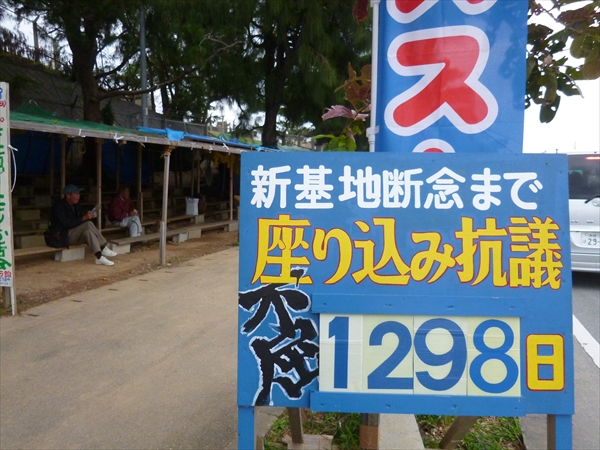 ス
新基地断念まで
座り込み抗議
不屈
1298日